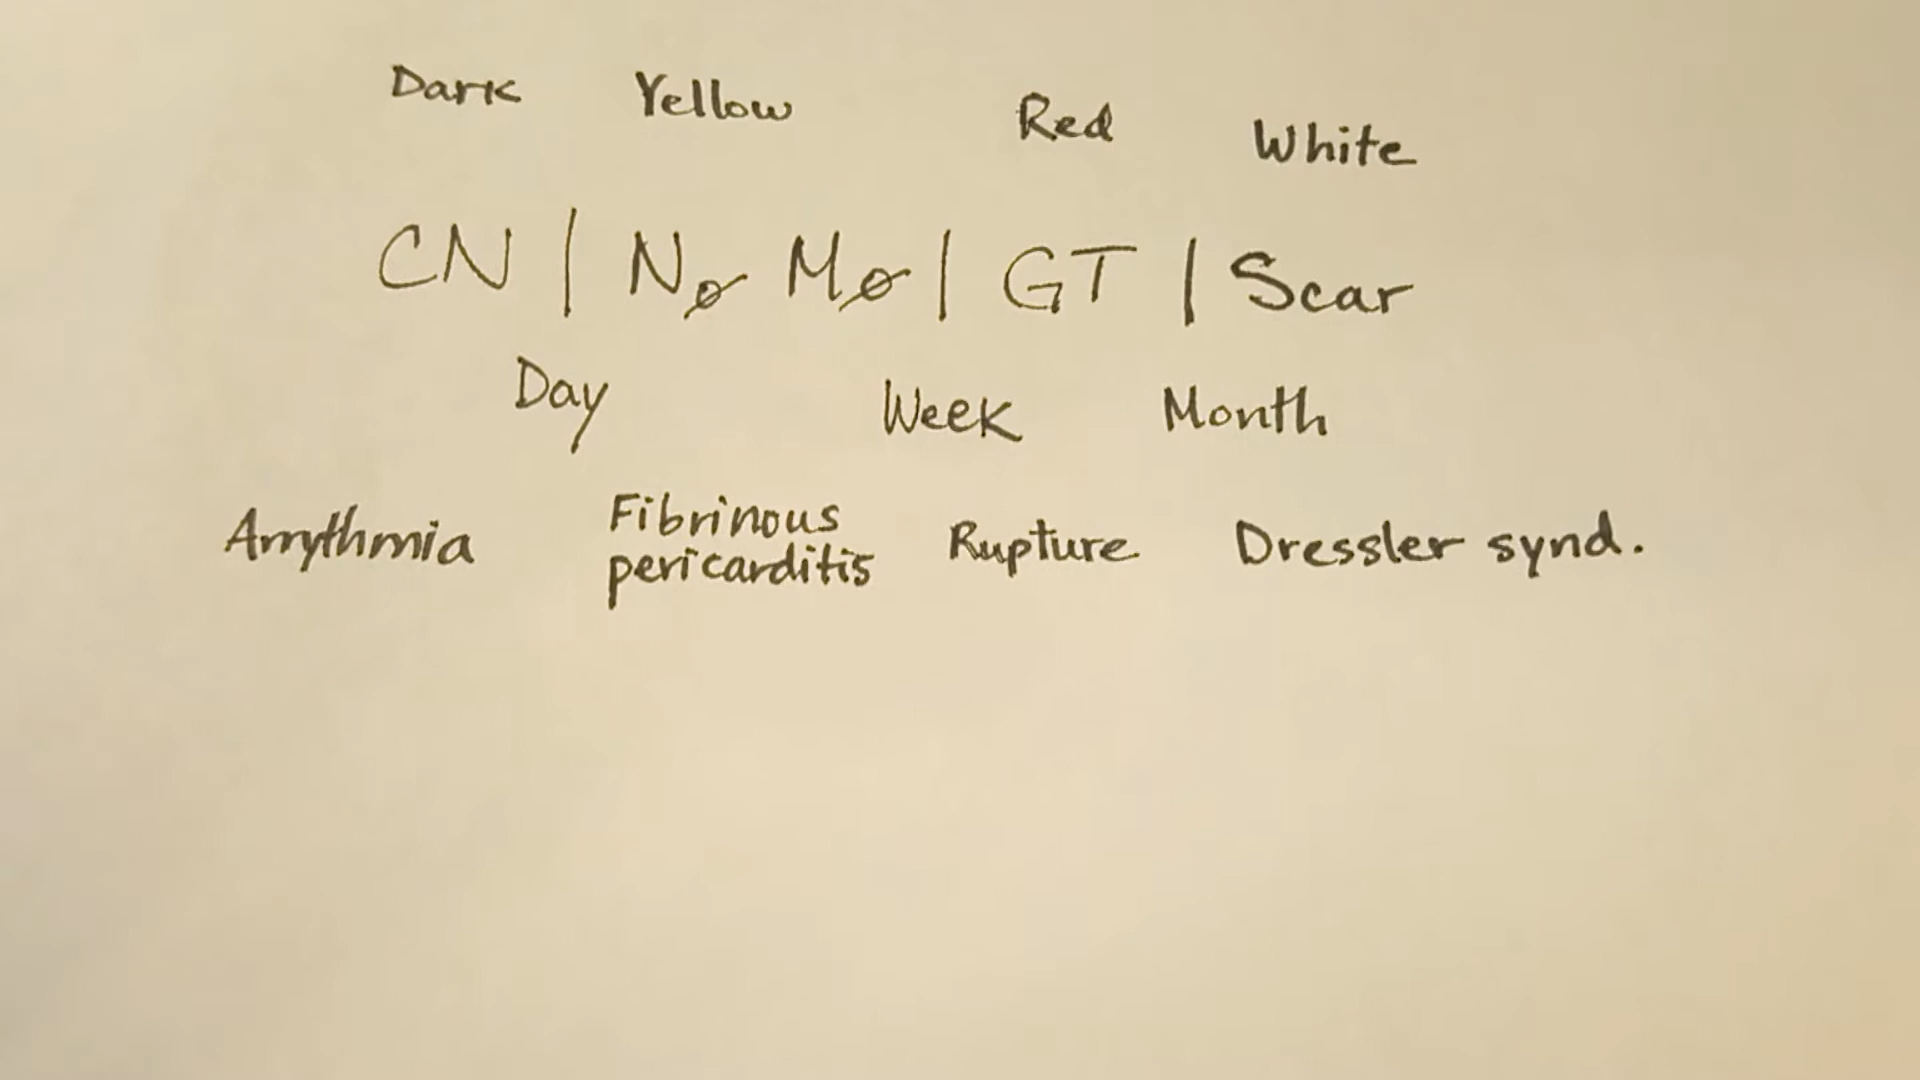 Dark Yellow Red White
CN | Nø Mø | GT | Scar
Day Week Month
Arrythmia Fibrinous pericarditis Rupture Dressler synd.